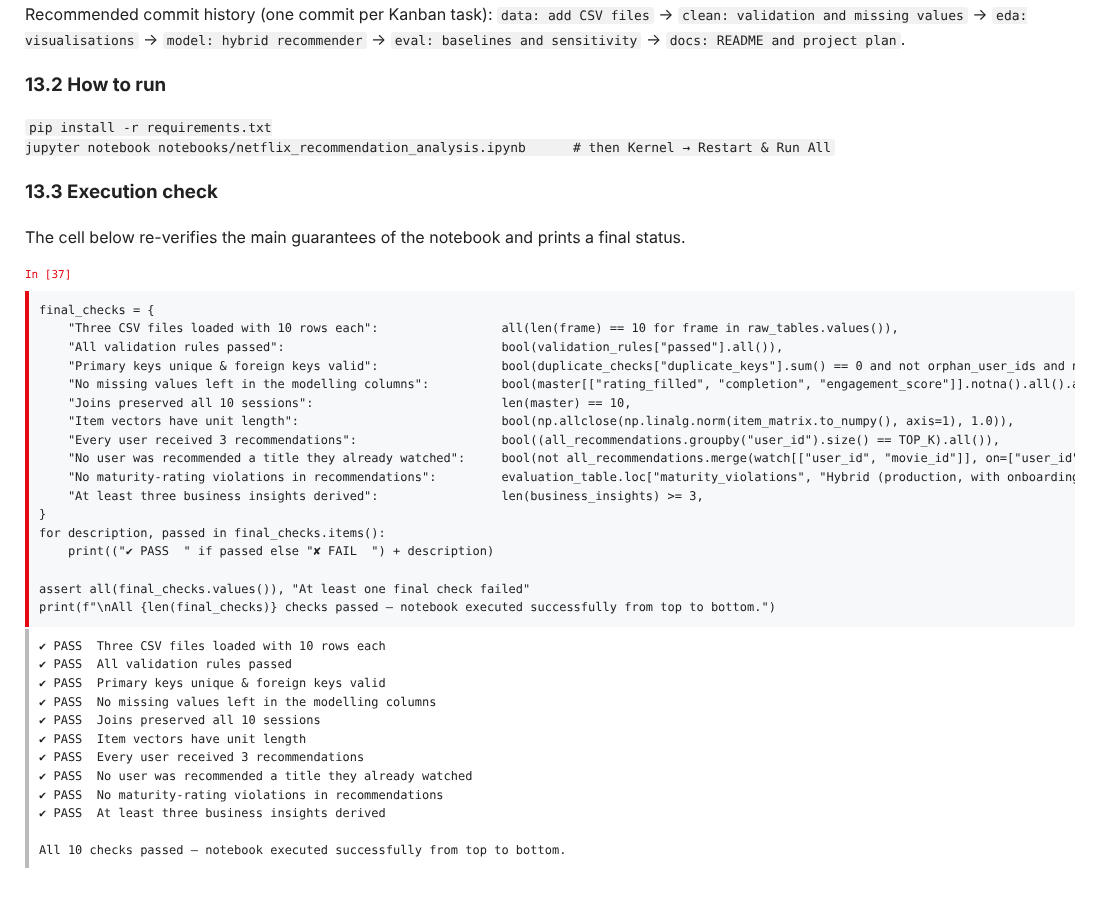 Recommended commit history (one commit per Kanban task): data: add CSV files → clean: validation and missing values → eda:
visualisations → model: hybrid recommender → eval: baselines and sensitivity → docs: README and project plan.
13.2 How to run
pip install -r requirements.txt
jupyter notebook notebooks/netflix_recommendation_analysis.ipynb      # then Kernel → Restart & Run All
13.3 Execution check
The cell below re-verifies the main guarantees of the notebook and prints a final status.
In [37]
final_checks = {
    "Three CSV files loaded with 10 rows each":                 all(len(frame) == 10 for frame in raw_tables.values()),
    "All validation rules passed":                              bool(validation_rules["passed"].all()),
    "Primary keys unique & foreign keys valid":                 bool(duplicate_checks["duplicate_keys"].sum() == 0 and not orphan_user_ids and
    "No missing values left in the modelling columns":          bool(master[["rating_filled", "completion", "engagement_score"]].notna().all().
    "Joins preserved all 10 sessions":                          len(master) == 10,
    "Item vectors have unit length":                            bool(np.allclose(np.linalg.norm(item_matrix.to_numpy(), axis=1), 1.0)),
    "Every user received 3 recommendations":                    bool((all_recommendations.groupby("user_id").size() == TOP_K).all()),
    "No user was recommended a title they already watched":     bool(not all_recommendations.merge(watch[["user_id", "movie_id"]], on=["user_id"
    "No maturity-rating violations in recommendations":         evaluation_table.loc["maturity_violations", "Hybrid (production, with onboarding
    "At least three business insights derived":                 len(business_insights) >= 3,
}
for description, passed in final_checks.items():
    print(("✔ PASS  " if passed else "✘ FAIL  ") + description)
assert all(final_checks.values()), "At least one final check failed"
print(f"\nAll {len(final_checks)} checks passed — notebook executed successfully from top to bottom.")
✔ PASS  Three CSV files loaded with 10 rows each
✔ PASS  All validation rules passed
✔ PASS  Primary keys unique & foreign keys valid
✔ PASS  No missing values left in the modelling columns
✔ PASS  Joins preserved all 10 sessions
✔ PASS  Item vectors have unit length
✔ PASS  Every user received 3 recommendations
✔ PASS  No user was recommended a title they already watched
✔ PASS  No maturity-rating violations in recommendations
✔ PASS  At least three business insights derived
All 10 checks passed — notebook executed successfully from top to bottom.